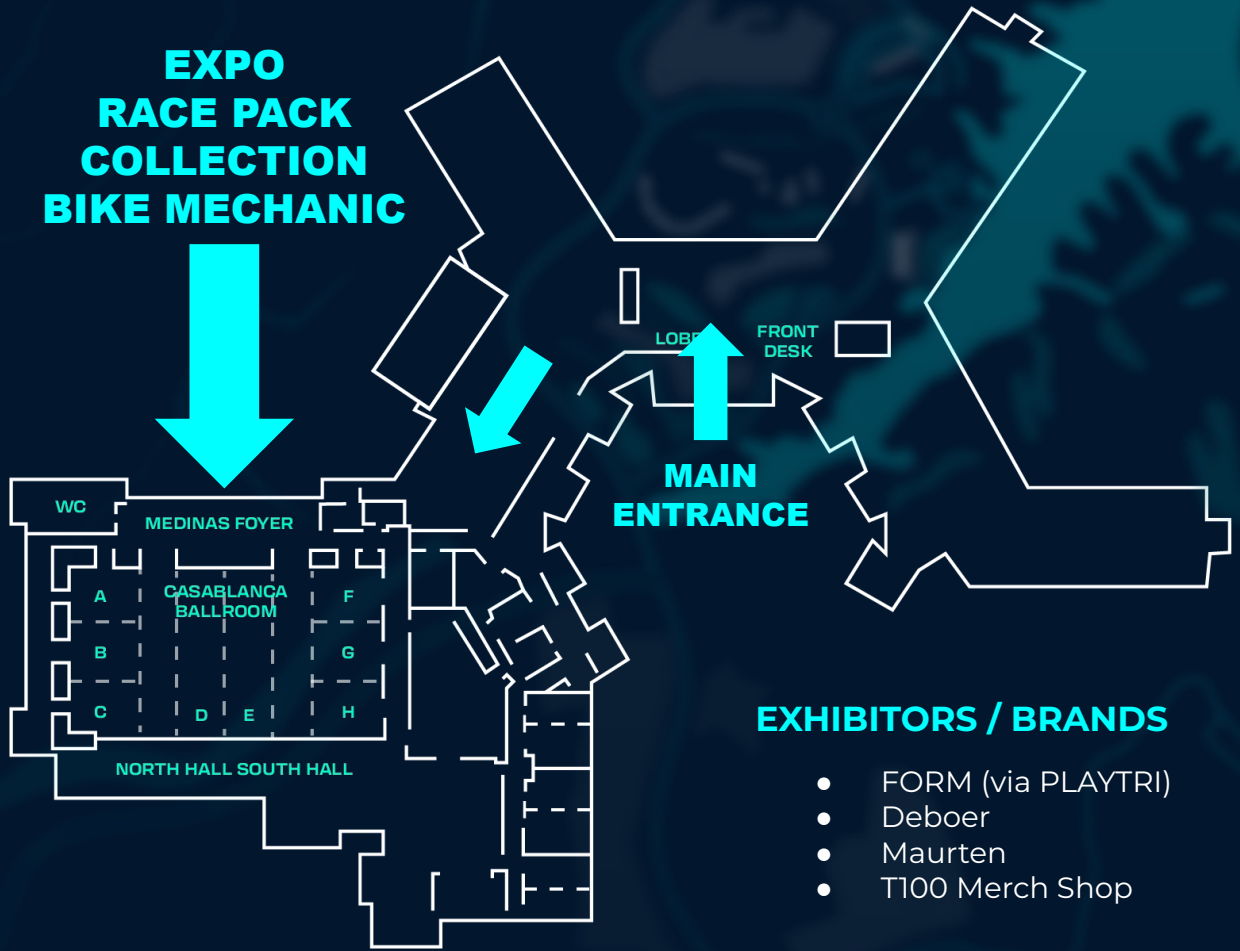 EXPO
RACE PACK
COLLECTION
BIKE MECHANIC
FRONT
DESK
MAIN
ENTRANCE
WC
MEDINAS FOYER
CASABLANCA
BALLROOM
A
F
B
G
C
D
E
H
NORTH HALL SOUTH HALL
EXHIBITORS / BRANDS
● FORM (via PLAYTRI)
● Deboer
● Maurten
● T100 Merch Shop